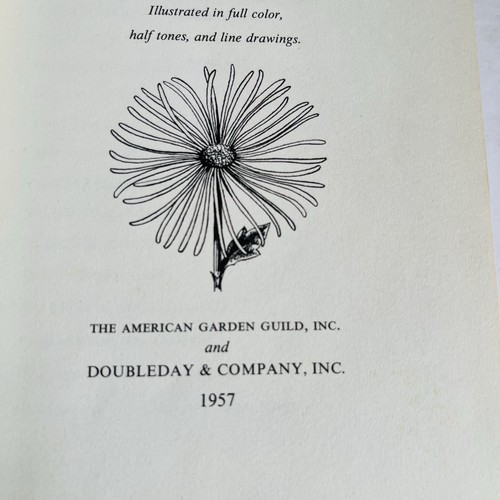 Illustrated in full color,
half tones, and line drawings.
THE AMERICAN GARDEN GUILD, INC.
and
DOUBLEDAY & COMPANY, INC.
1957